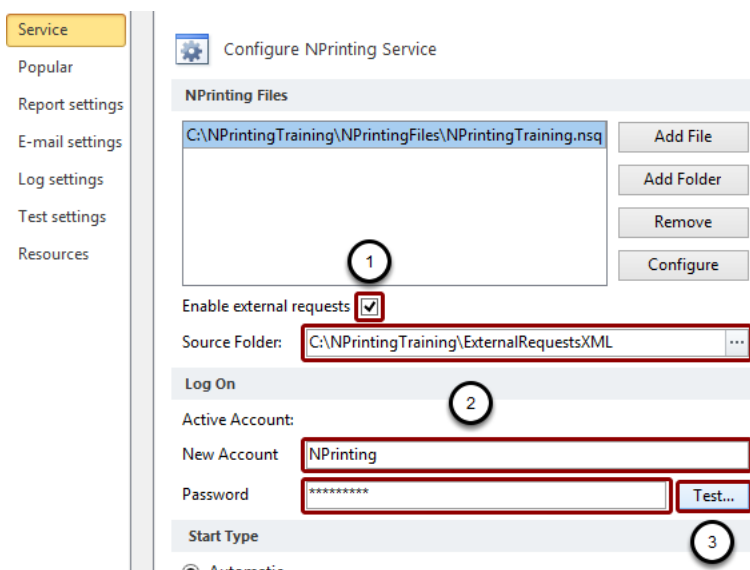 Service
Popular
Report settings
E-mail settings
Log settings
Test settings
Resources
Configure NPrinting Service
NPrinting Files
C:\NPrintingTraining\NPrintingFiles\NPrintingTraining.nsq
Add File
Add Folder
Remove
Configure
1
Enable external requests
Source Folder: C:\NPrintingTraining\ExternalRequestsXML ...
Log On
2
Active Account:
New Account NPrinting
Password ********* Test...
Start Type
3
Automatic